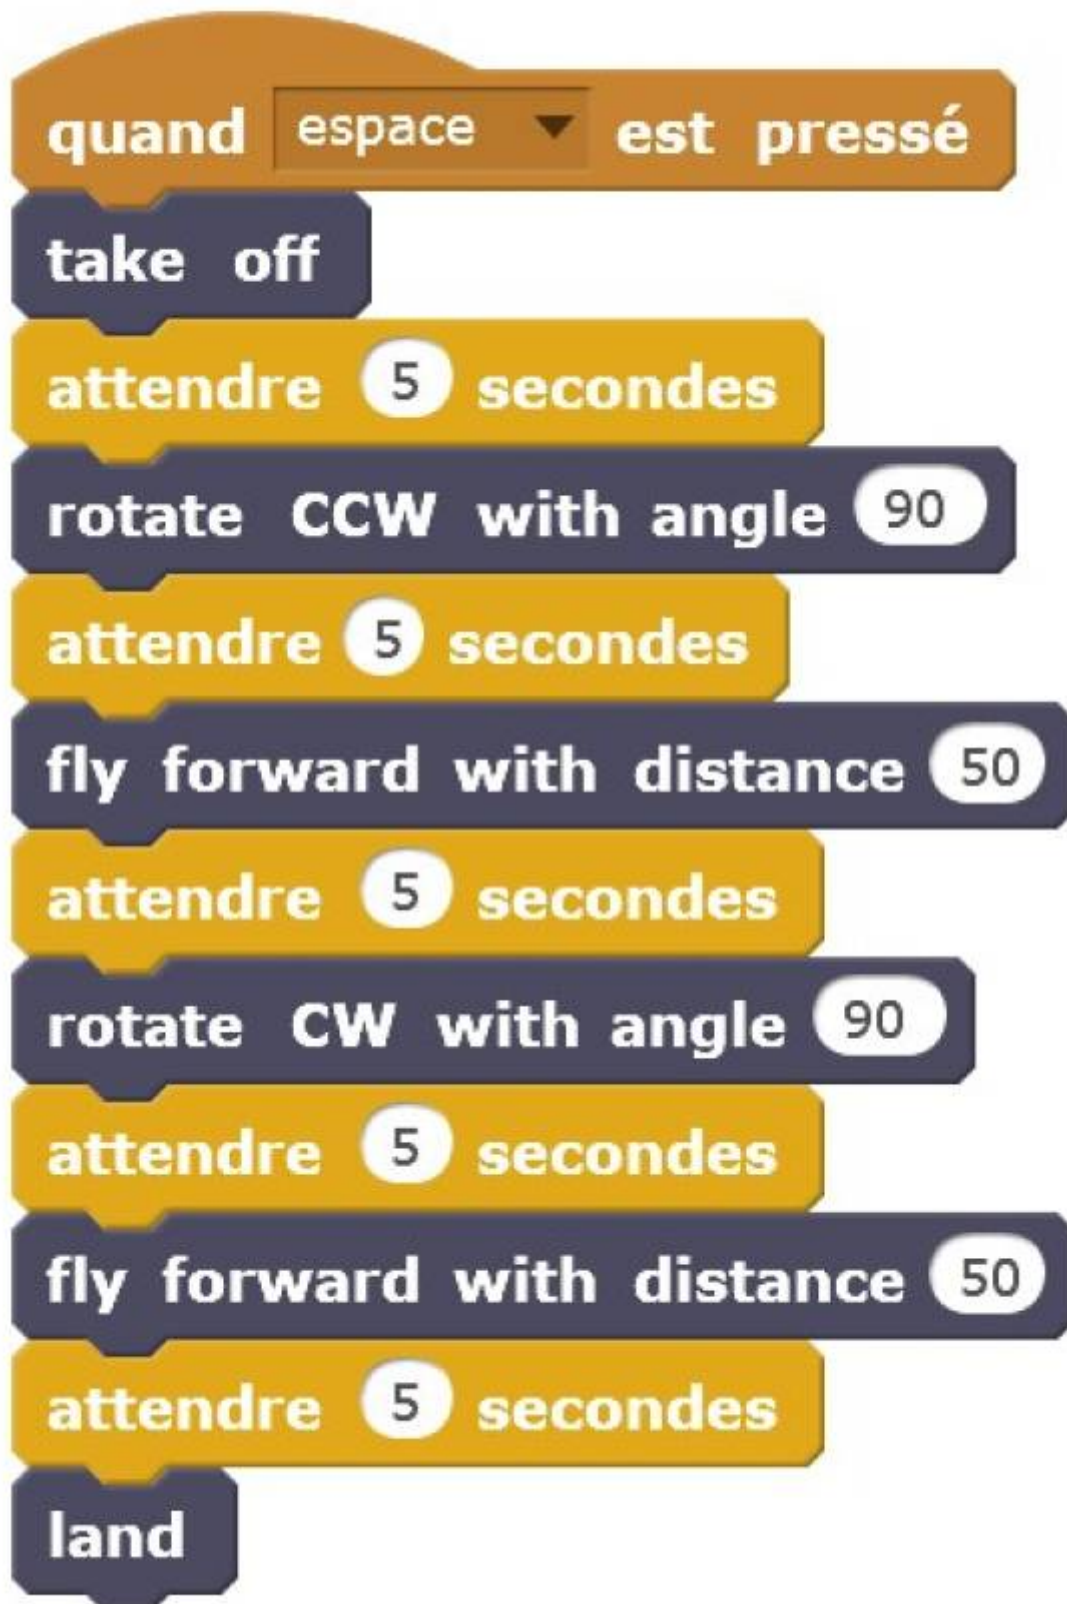 quand espace est pressé
take off
attendre 5 secondes
rotate CCW with angle 90
attendre 5 secondes
fly forward with distance 50
attendre 5 secondes
rotate CW with angle 90
attendre 5 secondes
fly forward with distance 50
attendre 5 secondes
land